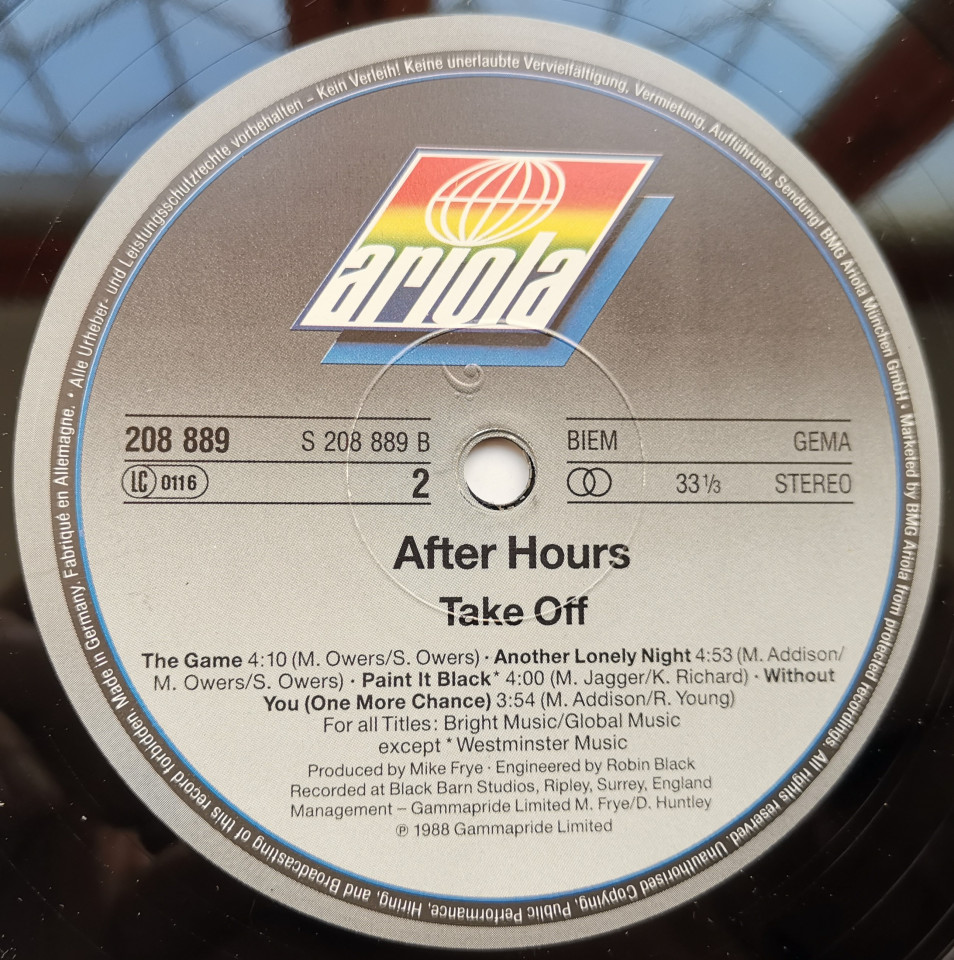 Alle Urheber- und Leistungsschutzrechte vorbehalten – Kein Verleih! Keine unerlaubte Vervielfältigung, Vermietung, Aufführung, Sendung! BMG Ariola München GmbH. • Marketed by BMG Ariola from protected recordings. All rights reserved. Unauthorised Copying, Public Performance, Hiring, and Broadcasting of this record forbidden. Made in Germany. Fabriqué en Allemagne. •
ariola
208 889 S 208 889 B BIEM GEMA
LC 0116 2 33 1/3 STEREO
After Hours
Take Off
The Game 4:10 (M. Owers/S. Owers) · Another Lonely Night 4:53 (M. Addison/
M. Owers/S. Owers) · Paint It Black* 4:00 (M. Jagger/K. Richard) · Without
You (One More Chance) 3:54 (M. Addison/R. Young)
For all Titles: Bright Music/Global Music
except * Westminster Music
Produced by Mike Frye · Engineered by Robin Black
Recorded at Black Barn Studios, Ripley, Surrey, England
Management – Gammapride Limited M. Frye/D. Huntley
℗ 1988 Gammapride Limited